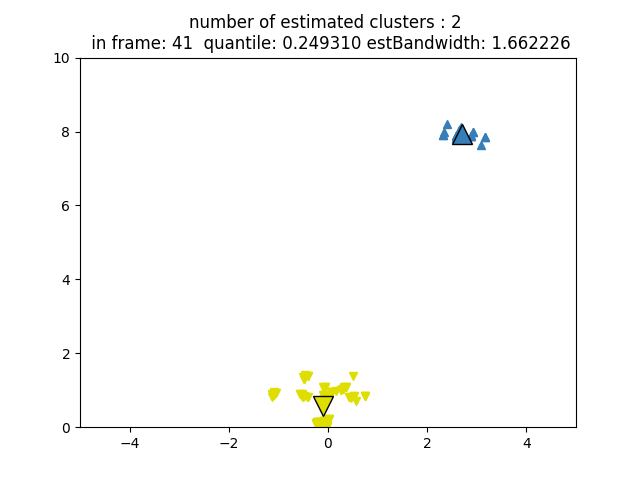 number of estimated clusters : 2
in frame: 41  quantile: 0.249310 estBandwidth: 1.662226
10
8
6
4
2
0
−4 −2 0 2 4